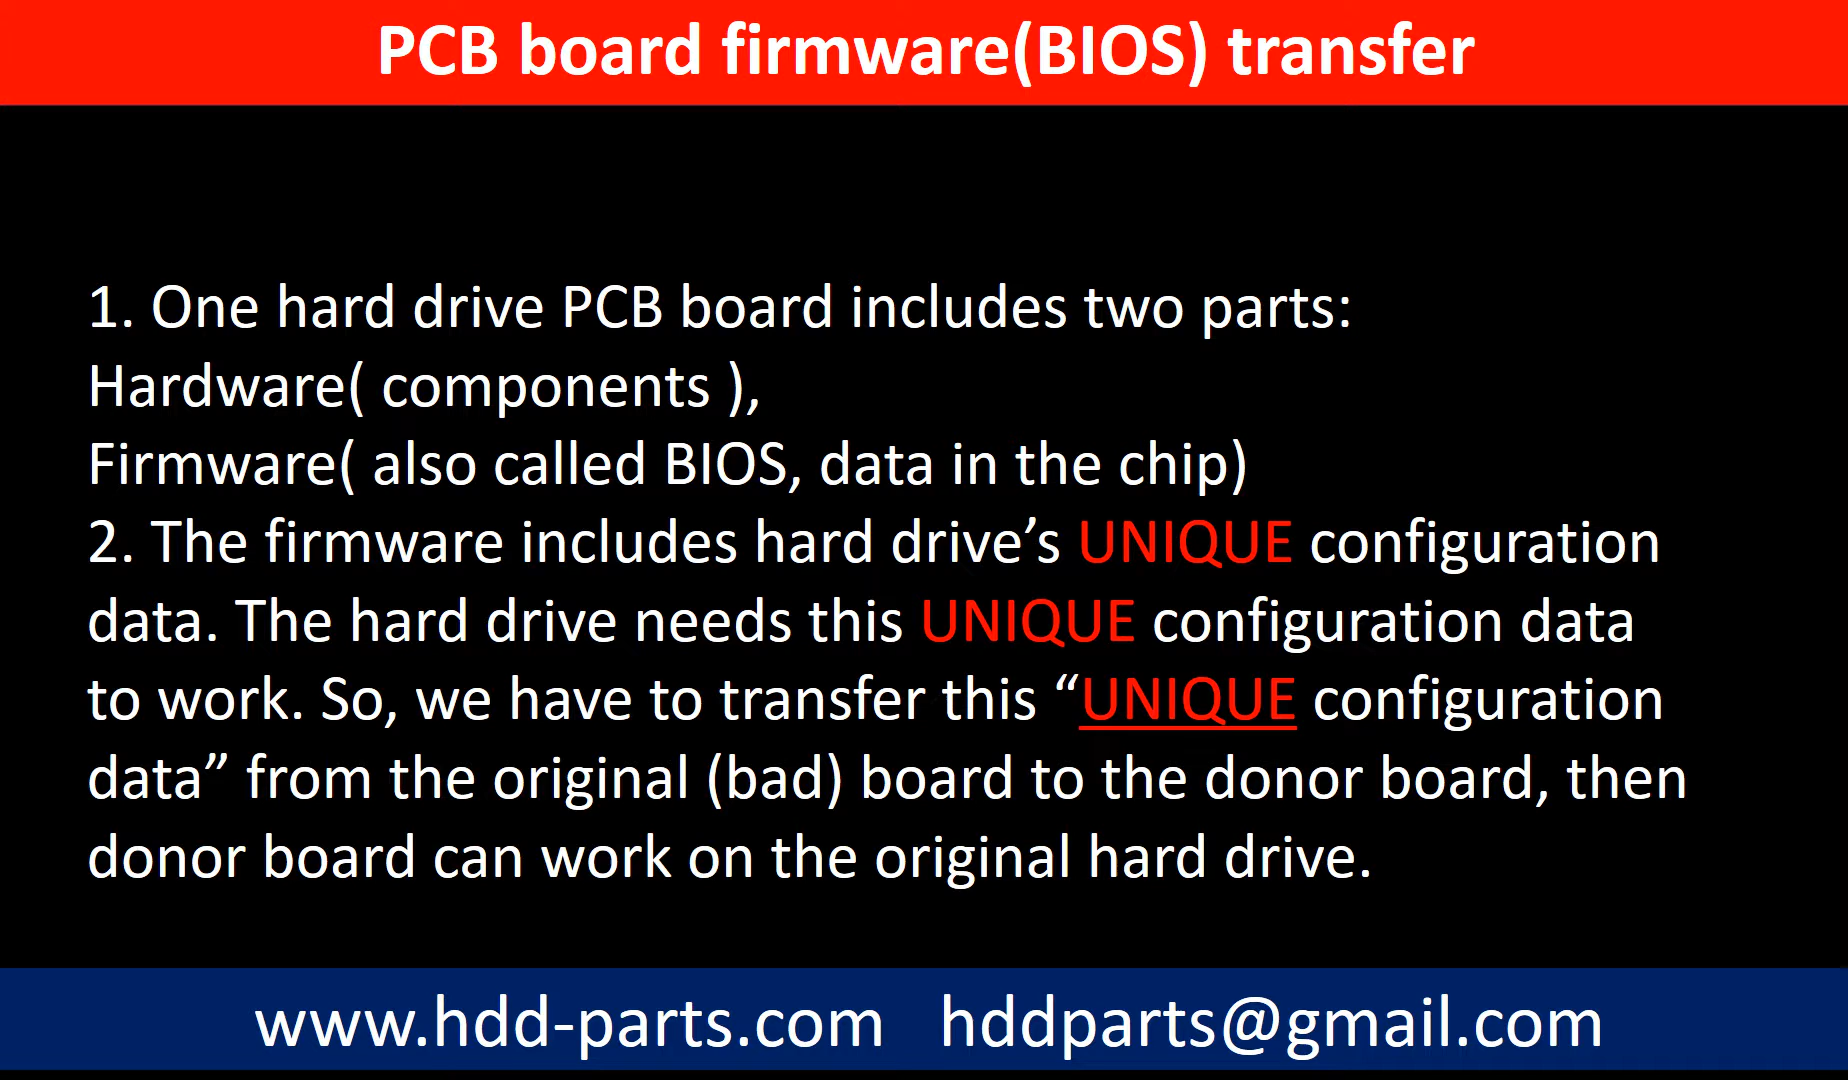 PCB board firmware(BIOS) transfer
1. One hard drive PCB board includes two parts:
Hardware( components ),
Firmware( also called BIOS, data in the chip)
2. The firmware includes hard drive’s UNIQUE configuration
data. The hard drive needs this UNIQUE configuration data
to work. So, we have to transfer this “UNIQUE configuration
data” from the original (bad) board to the donor board, then
donor board can work on the original hard drive.
www.hdd-parts.com hddparts@gmail.com